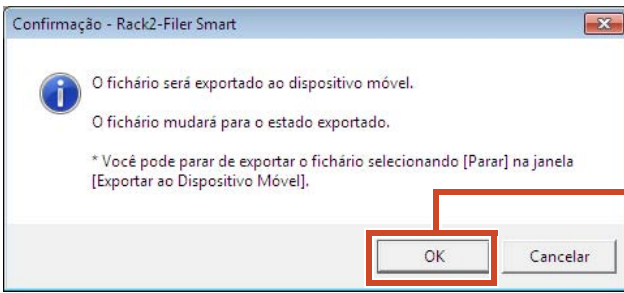 Confirmação - Rack2-Filer Smart
O fichário será exportado ao dispositivo móvel.
O fichário mudará para o estado exportado.
* Você pode parar de exportar o fichário selecionando [Parar] na janela
[Exportar ao Dispositivo Móvel].
OK Cancelar